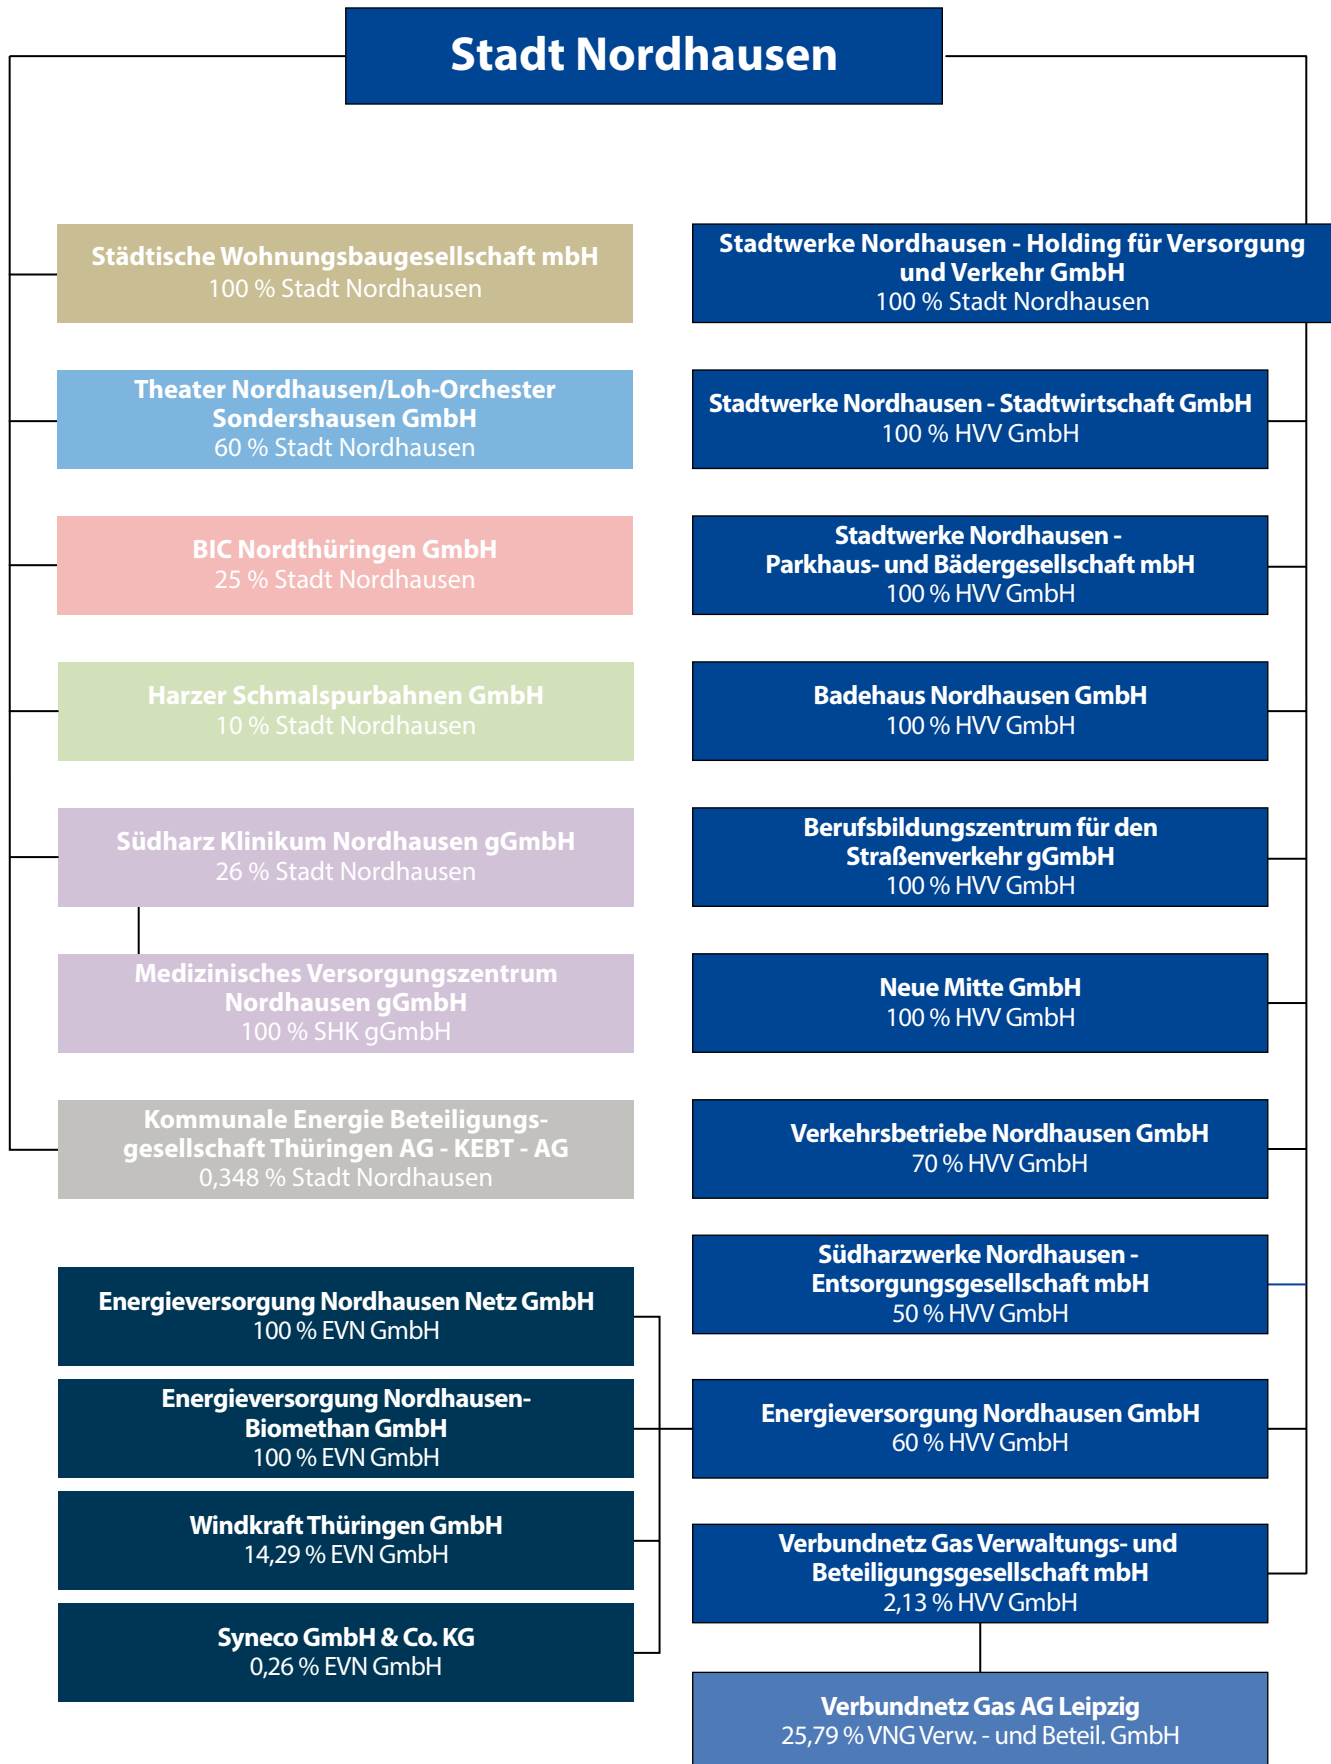 Stadt Nordhausen
Städtische Wohnungsbaugesellschaft mbH
100 % Stadt Nordhausen
Theater Nordhausen/Loh-Orchester
Sondershausen GmbH
60 % Stadt Nordhausen
BIC Nordthüringen GmbH
25 % Stadt Nordhausen
Harzer Schmalspurbahnen GmbH
10 % Stadt Nordhausen
Südharz Klinikum Nordhausen gGmbH
26 % Stadt Nordhausen
Medizinisches Versorgungszentrum
Nordhausen gGmbH
100 % SHK gGmbH
Kommunale Energie Beteiligungs-
gesellschaft Thüringen AG - KEBT - AG
0,348 % Stadt Nordhausen
Energieversorgung Nordhausen Netz GmbH
100 % EVN GmbH
Energieversorgung Nordhausen-
Biomethan GmbH
100 % EVN GmbH
Windkraft Thüringen GmbH
14,29 % EVN GmbH
Syneco GmbH & Co. KG
0,26 % EVN GmbH
Stadtwerke Nordhausen - Holding für Versorgung
und Verkehr GmbH
100 % Stadt Nordhausen
Stadtwerke Nordhausen - Stadtwirtschaft GmbH
100 % HVV GmbH
Stadtwerke Nordhausen -
Parkhaus- und Bädergesellschaft mbH
100 % HVV GmbH
Badehaus Nordhausen GmbH
100 % HVV GmbH
Berufsbildungszentrum für den
Straßenverkehr gGmbH
100 % HVV GmbH
Neue Mitte GmbH
100 % HVV GmbH
Verkehrsbetriebe Nordhausen GmbH
70 % HVV GmbH
Südharzwerke Nordhausen -
Entsorgungsgesellschaft mbH
50 % HVV GmbH
Energieversorgung Nordhausen GmbH
60 % HVV GmbH
Verbundnetz Gas Verwaltungs- und
Beteiligungsgesellschaft mbH
2,13 % HVV GmbH
Verbundnetz Gas AG Leipzig
25,79 % VNG Verw. - und Beteil. GmbH